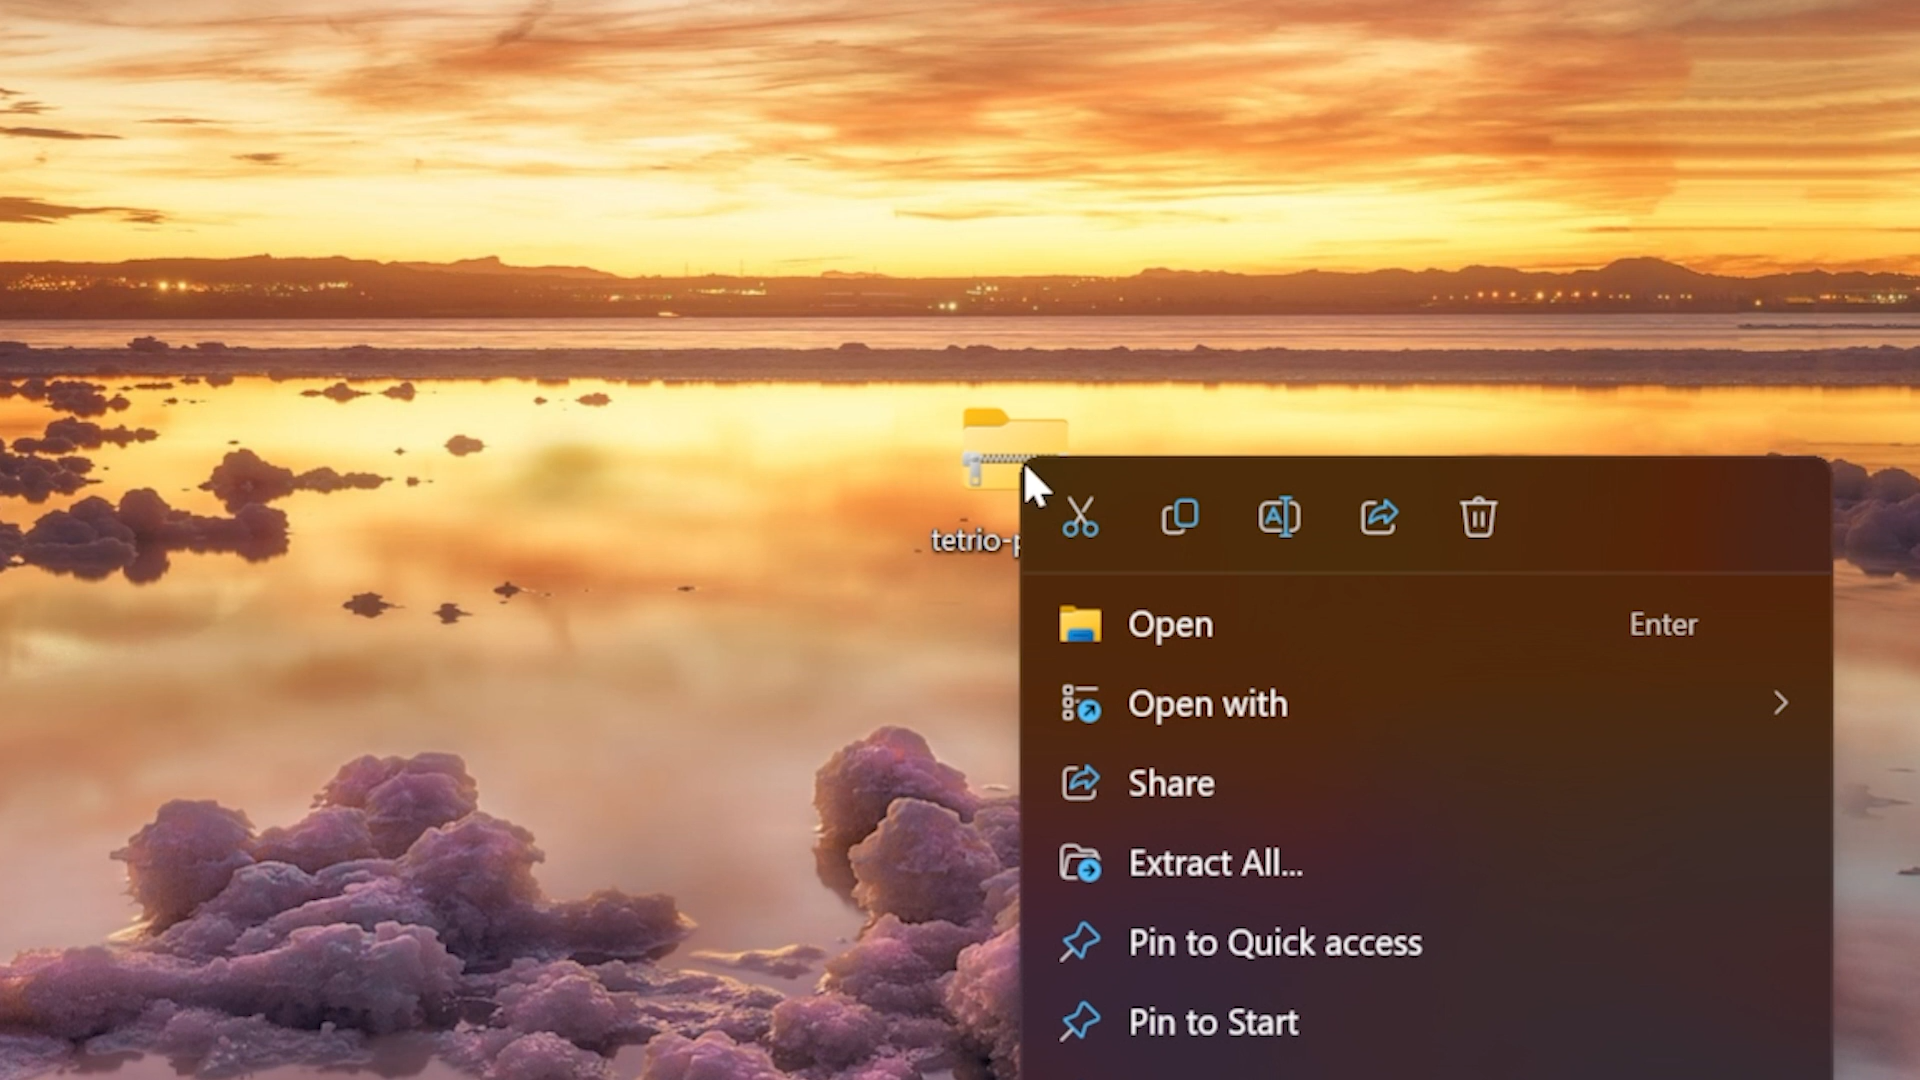 tetrio-p
Open Enter
Open with
Share
Extract All...
Pin to Quick access
Pin to Start